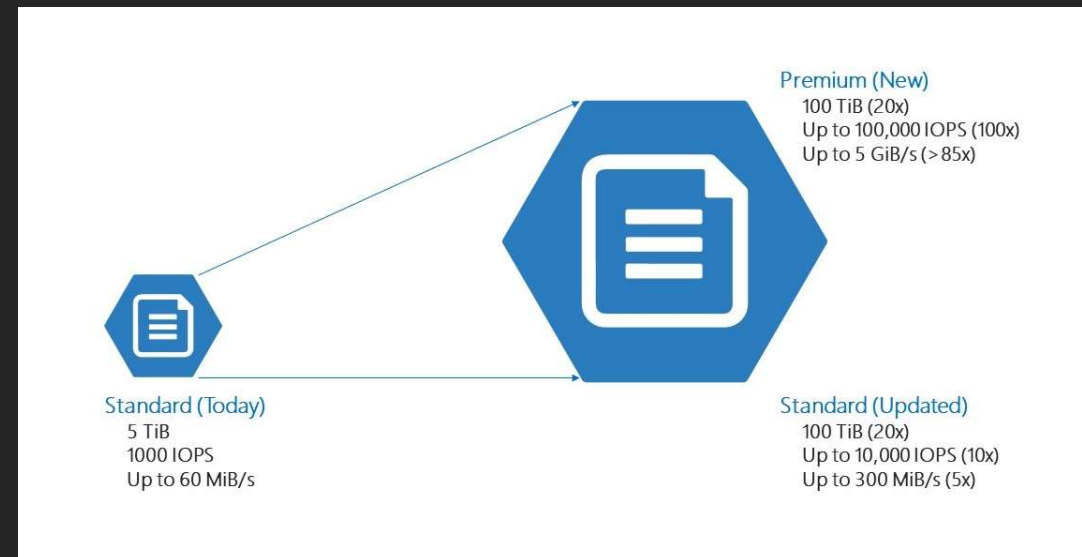 Premium (New)
100 TiB (20x)
Up to 100,000 IOPS (100x)
Up to 5 GiB/s (>85x)
Standard (Today)
5 TiB
1000 IOPS
Up to 60 MiB/s
Standard (Updated)
100 TiB (20x)
Up to 10,000 IOPS (10x)
Up to 300 MiB/s (5x)